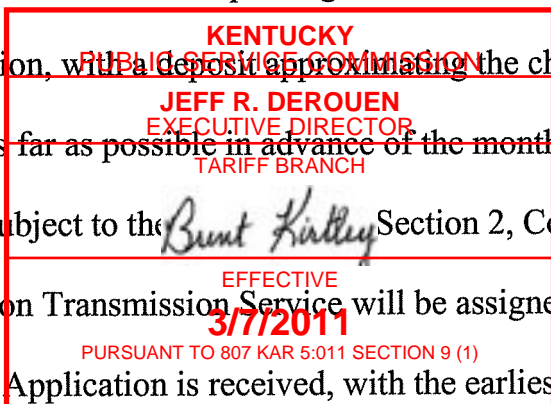 KENTUCKY
PUBLIC SERVICE COMMISSION
ion, with a deposit approximating the ch
JEFF R. DEROUEN
EXECUTIVE DIRECTOR
s far as possible in advance of the month
TARIFF BRANCH
ubject to the Brent Kirtley Section 2, Co
EFFECTIVE
on Transmission Service will be assigne
3/7/2011
PURSUANT TO 807 KAR 5:011 SECTION 9 (1)
Application is received, with the earlies